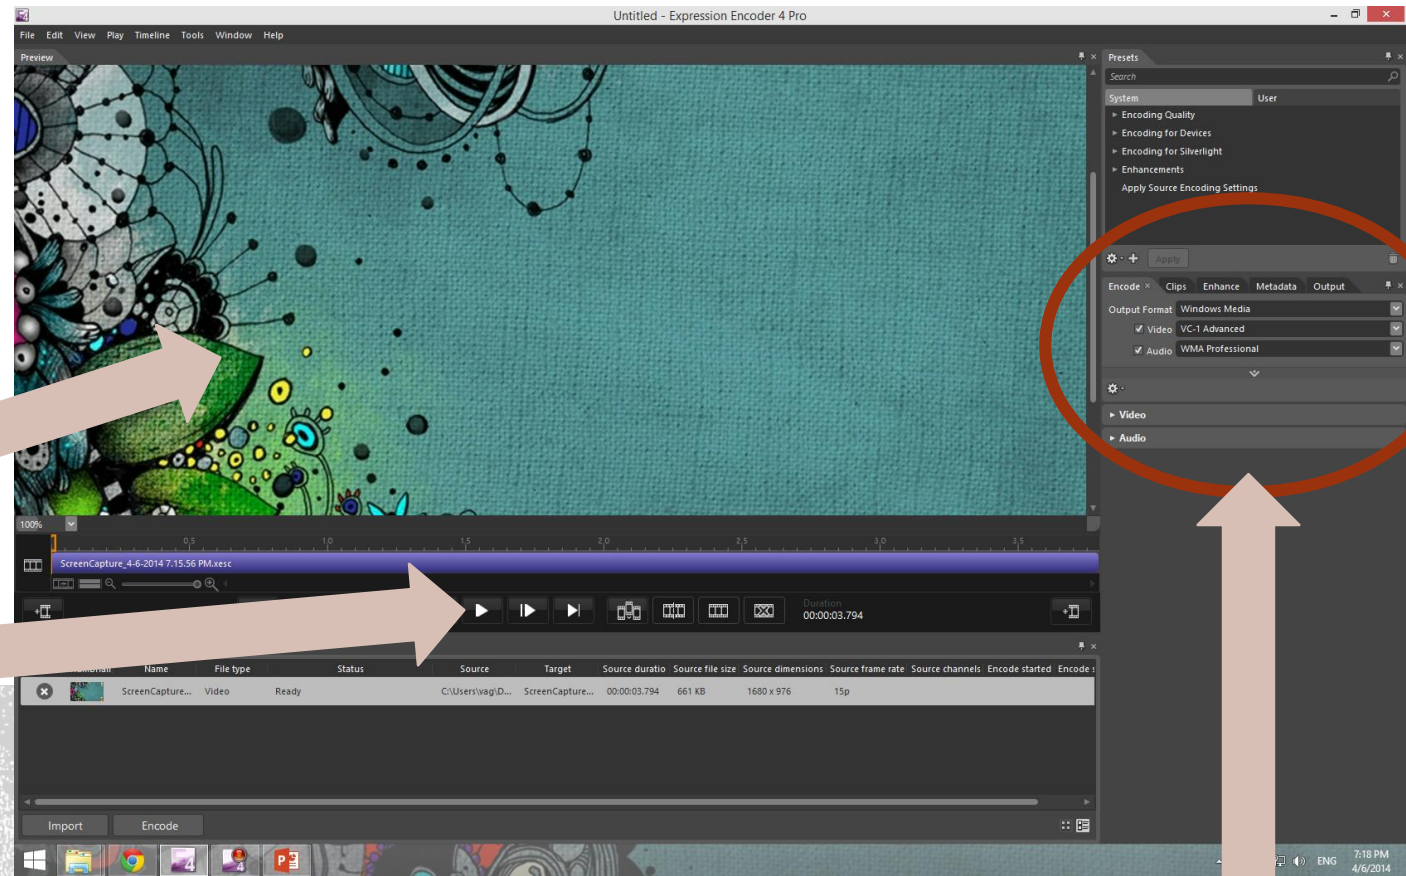 Untitled - Expression Encoder 4 Pro
File Edit View Play Timeline Tools Window Help
Preview
Presets
Search
System User
Encoding Quality
Encoding for Devices
Encoding for Silverlight
Enhancements
Apply Source Encoding Settings
Apply
Encode Clips Enhance Metadata Output
Output Format Windows Media
Video VC-1 Advanced
Audio WMA Professional
Video
Audio
100%
0,5 1,0 1,5 2,0 2,5 3,0 3,5
ScreenCapture_4-6-2014 7.15.56 PM.xesc
Duration
00:00:03.794
Name File type Status Source Target Source duratio Source file size Source dimensions Source frame rate Source channels Encode started Encode s
ScreenCapture... Video Ready C:\Users\vag\D... ScreenCapture... 00:00:03.794 661 KB 1680 x 976 15p
Import Encode
ENG 7:18 PM
4/6/2014